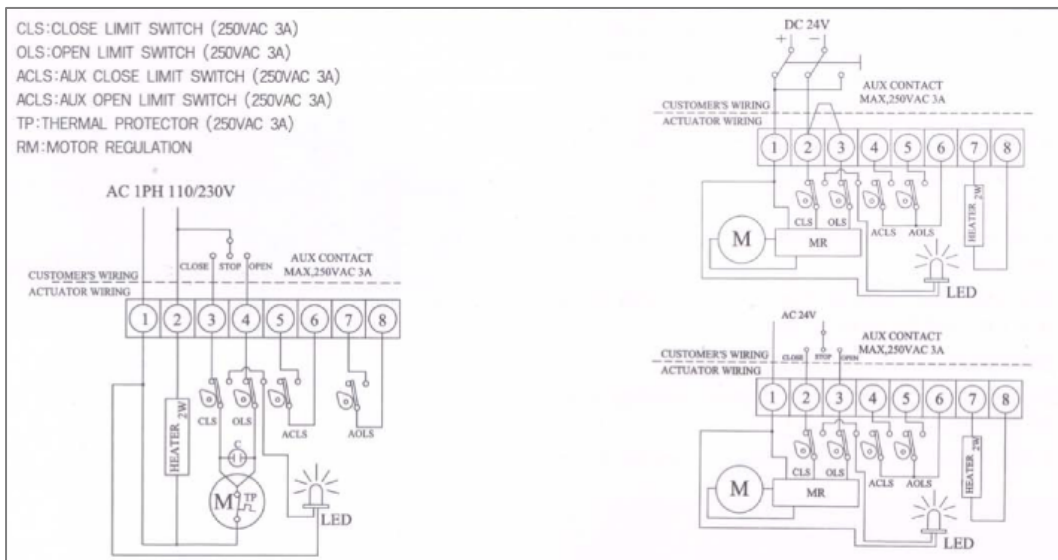 CLS:CLOSE LIMIT SWITCH (250VAC 3A)
OLS:OPEN LIMIT SWITCH (250VAC 3A)
ACLS:AUX CLOSE LIMIT SWITCH (250VAC 3A)
ACLS:AUX OPEN LIMIT SWITCH (250VAC 3A)
TP:THERMAL PROTECTOR (250VAC 3A)
RM:MOTOR REGULATION
AC 1PH 110/230V
CLOSE STOP OPEN
AUX CONTACT
MAX,250VAC 3A
CUSTOMER'S WIRING
ACTUATOR WIRING
1 2 3 4 5 6 7 8
CLS OLS ACLS AOLS
HEATER 2W
C
M TP
LED
DC 24V
+ −
AUX CONTACT
MAX,250VAC 3A
CUSTOMER'S WIRING
ACTUATOR WIRING
1 2 3 4 5 6 7 8
CLS OLS ACLS AOLS
M MR
HEATER 2W
LED
AC 24V
CLOSE STOP OPEN
AUX CONTACT
MAX,250VAC 3A
CUSTOMER'S WIRING
ACTUATOR WIRING
1 2 3 4 5 6 7 8
CLS OLS ACLS AOLS
M MR
HEATER 2W
LED